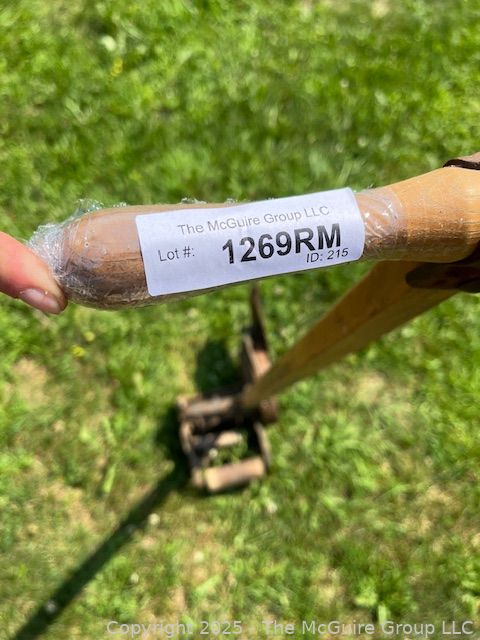 The McGuire Group LLC
Lot #: 1269RM
ID: 215
Copyright© 2025 - The McGuire Group LLC